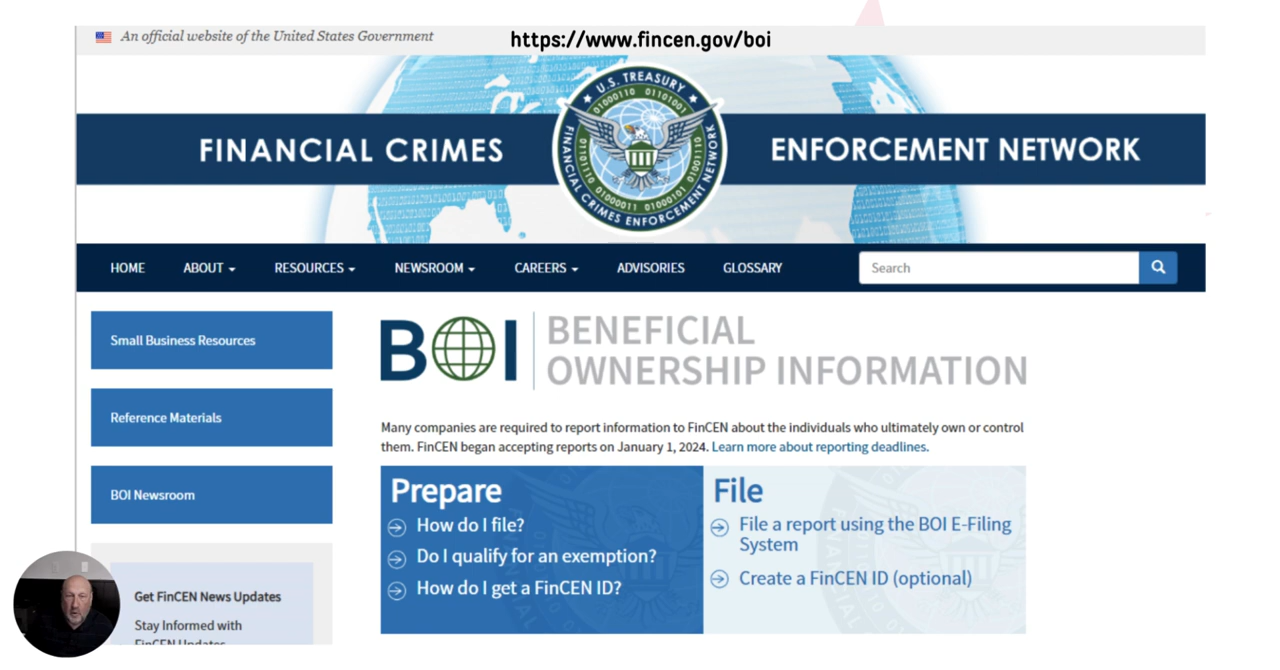 An official website of the United States Government
https://www.fincen.gov/boi
FINANCIAL CRIMES
U.S. TREASURY
FINANCIAL CRIMES ENFORCEMENT NETWORK
ENFORCEMENT NETWORK
HOME
ABOUT
RESOURCES
NEWSROOM
CAREERS
ADVISORIES
GLOSSARY
Search
Small Business Resources
Reference Materials
BOI Newsroom
Get FinCEN News Updates
Stay Informed with
FinCEN Updates
BOI
BENEFICIAL
OWNERSHIP INFORMATION
Many companies are required to report information to FinCEN about the individuals who ultimately own or control
them. FinCEN began accepting reports on January 1, 2024. Learn more about reporting deadlines.
Prepare
How do I file?
Do I qualify for an exemption?
How do I get a FinCEN ID?
File
File a report using the BOI E-Filing
System
Create a FinCEN ID (optional)